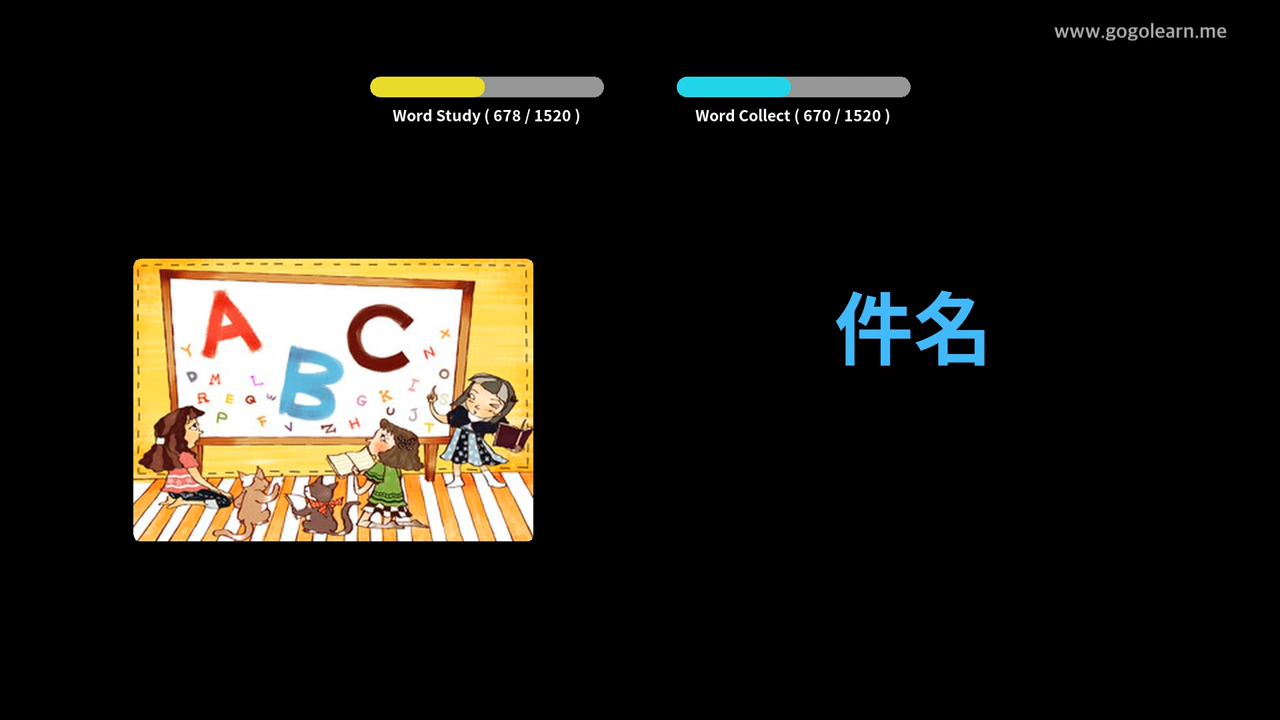 www.gogolearn.me
Word Study ( 678 / 1520 )
Word Collect ( 670 / 1520 )
件名
A B C
Y X N
D M L I O
R E Q W G K S
P F V Z H U J T